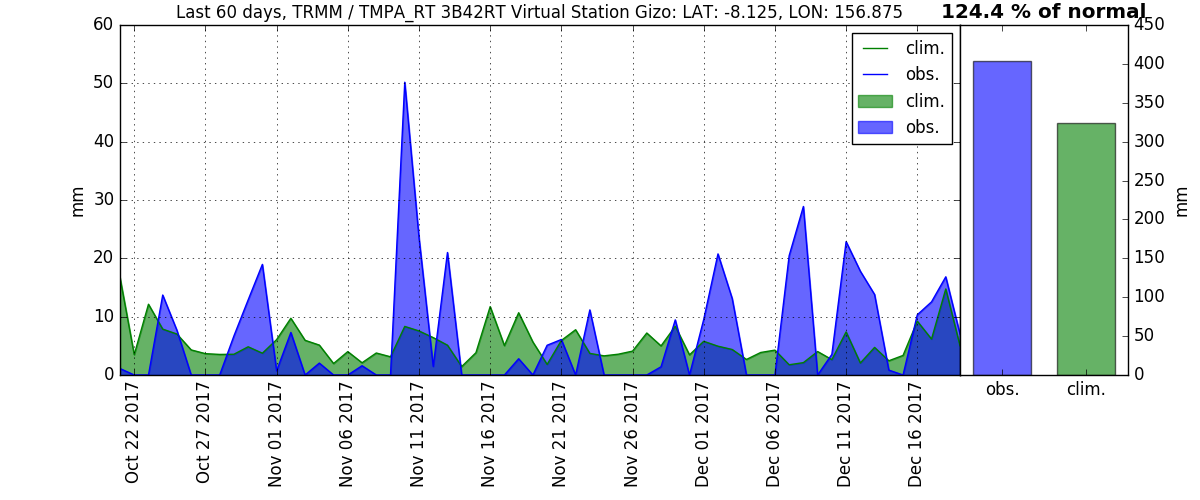 Last 60 days, TRMM / TMPA_RT 3B42RT Virtual Station Gizo: LAT: -8.125, LON: 156.875
124.4 % of normal
60
50
40
30
20
10
0
mm
clim.
obs.
clim.
obs.
Oct 22 2017
Oct 27 2017
Nov 01 2017
Nov 06 2017
Nov 11 2017
Nov 16 2017
Nov 21 2017
Nov 26 2017
Dec 01 2017
Dec 06 2017
Dec 11 2017
Dec 16 2017
450
400
350
300
250
200
150
100
50
0
mm
obs.
clim.